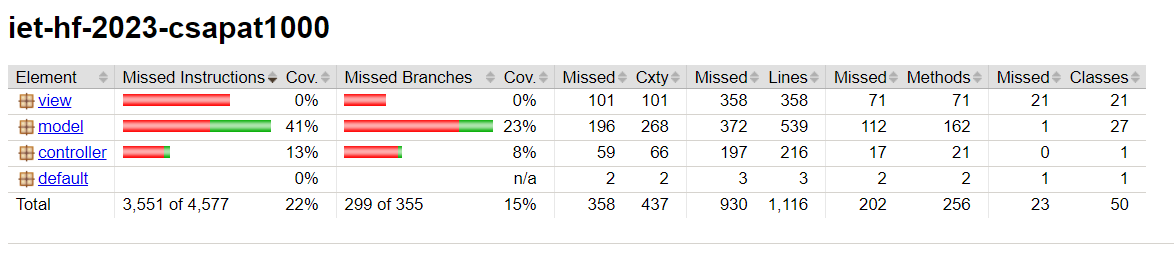 iet-hf-2023-csapat1000
Element Missed Instructions Cov. Missed Branches Cov. Missed Cxty Missed Lines Missed Methods Missed Classes
view 0% 0% 101 101 358 358 71 71 21 21
model 41% 23% 196 268 372 539 112 162 1 27
controller 13% 8% 59 66 197 216 17 21 0 1
default 0% n/a 2 2 3 3 2 2 1 1
Total 3,551 of 4,577 22% 299 of 355 15% 358 437 930 1,116 202 256 23 50